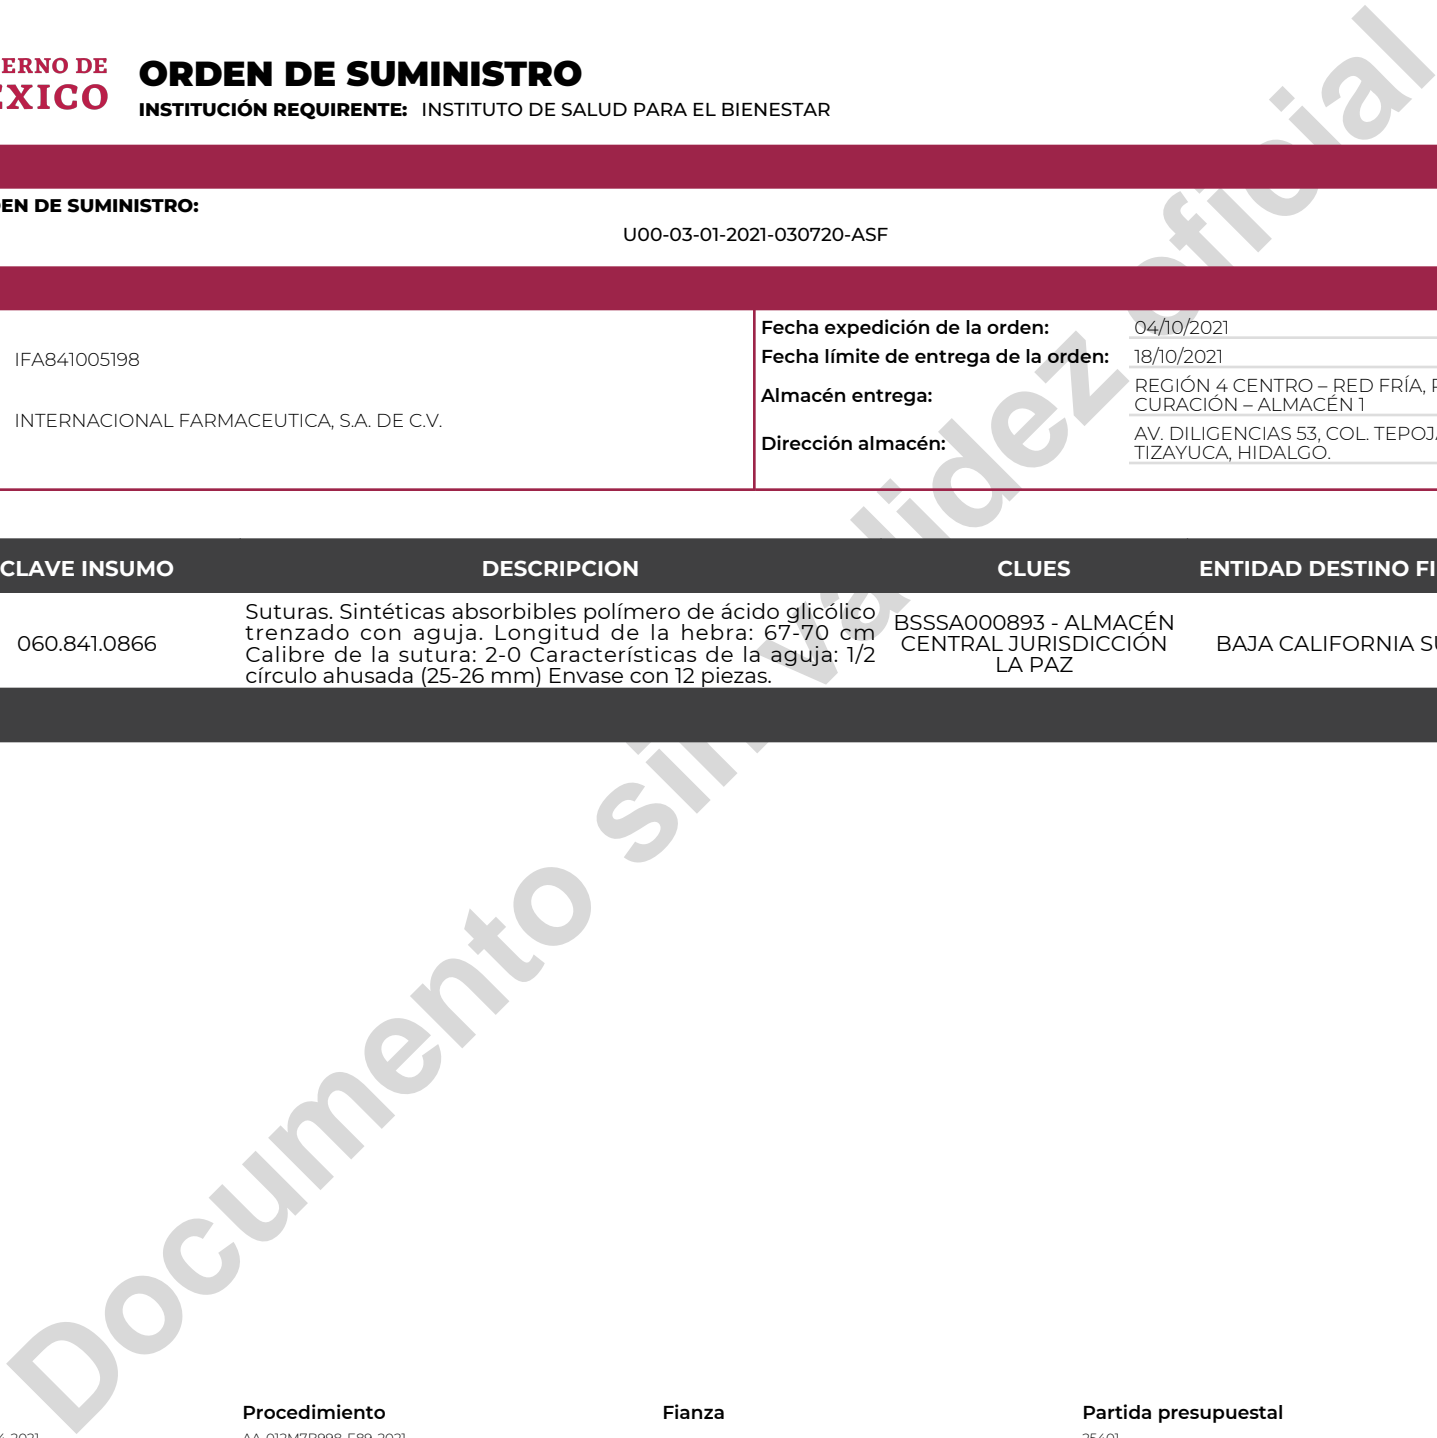 ORDEN DE SUMINISTRO
INSTITUCIÓN REQUIRENTE: INSTITUTO DE SALUD PARA EL BIENESTAR
DE SUMINISTRO:
U00-03-01-2021-030720-ASF
IFA841005198
INTERNACIONAL FARMACEUTICA, S.A. DE C.V.
Fecha expedición de la orden: 04/10/2021
Fecha límite de entrega de la orden: 18/10/2021
Almacén entrega: REGIÓN 4 CENTRO – RED FRÍA,
CURACIÓN – ALMACÉN 1
Dirección almacén: AV. DILIGENCIAS 53, COL.
TIZAYUCA, HIDALGO.
CLAVE INSUMO DESCRIPCION CLUES ENTIDAD DESTINO
060.841.0866
Suturas. Sintéticas absorbibles polímero de ácido glicólico
trenzado con aguja. Longitud de la hebra: 67-70 cm
Calibre de la sutura: 2-0 Características de la aguja: 1/2
círculo ahusada (25-26 mm) Envase con 12 piezas.
BSSSA000893 - ALMACÉN
CENTRAL JURISDICCIÓN
LA PAZ
BAJA CALIFORNIA
Documento sin validez oficial
Procedimiento Fianza Partida presupuestal